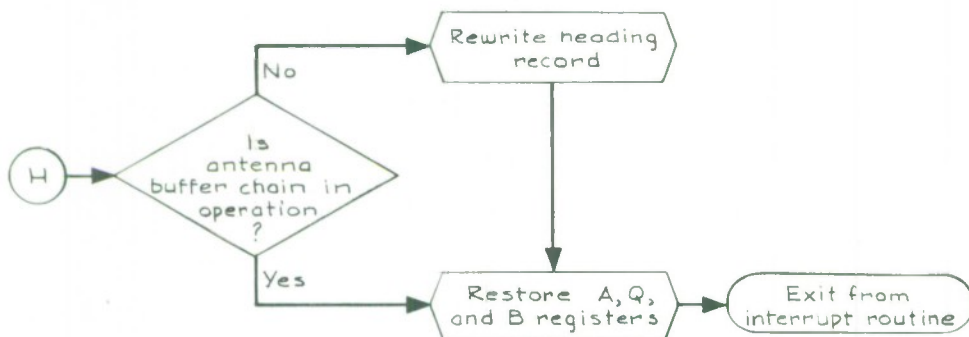 Rewrite heading
record
No
H
Is
antenna
buffer chain in
operation
?
Yes
Restore A, Q,
and B registers
Exit from
interrupt routine